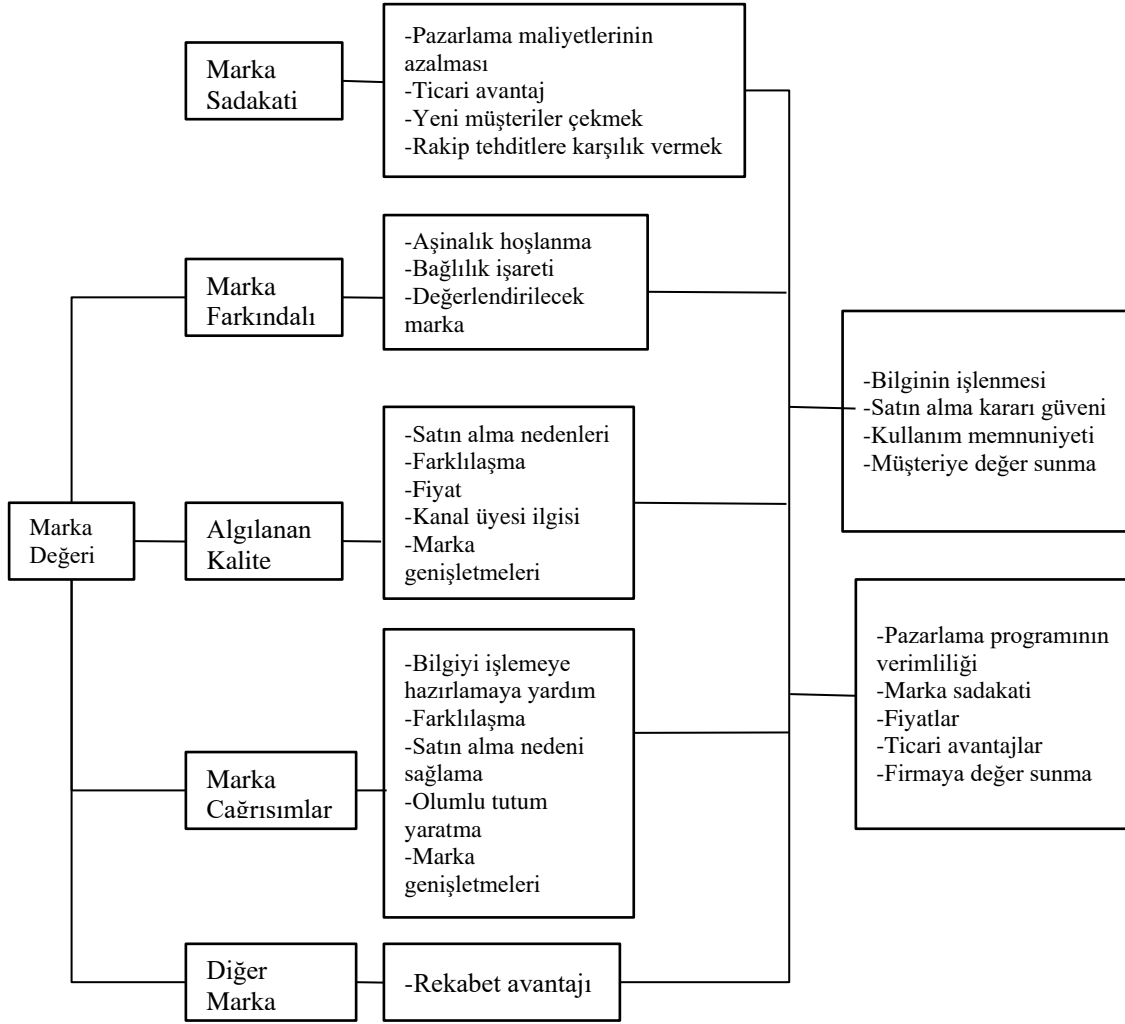 Marka
Sadakati
-Pazarlama maliyetlerinin
azalması
-Ticari avantaj
-Yeni müşteriler çekmek
-Rakip tehditlere karşılık vermek
Marka
Farkındalı
-Aşinalık hoşlanma
-Bağlılık işareti
-Değerlendirilecek
marka
-Bilginin işlenmesi
-Satın alma kararı güveni
-Kullanım memnuniyeti
-Müşteriye değer sunma
Marka
Değeri
Algılanan
Kalite
-Satın alma nedenleri
-Farklılaşma
-Fiyat
-Kanal üyesi ilgisi
-Marka
genişletmeleri
-Pazarlama programının
verimliliği
-Marka sadakati
-Fiyatlar
-Ticari avantajlar
-Firmaya değer sunma
Marka
Çağrışımlar
-Bilgiyi işlemeye
hazırlamaya yardım
-Farklılaşma
-Satın alma nedeni
sağlama
-Olumlu tutum
yaratma
-Marka
genişletmeleri
Diğer
Marka
-Rekabet avantajı